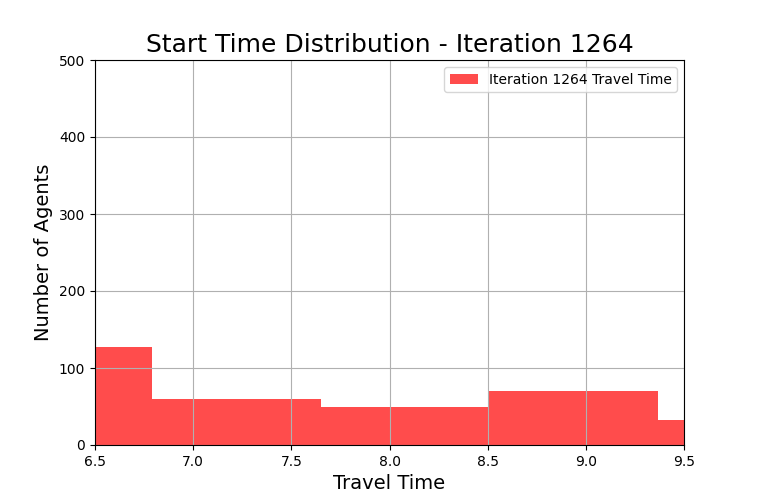 Start Time Distribution - Iteration 1264
Iteration 1264 Travel Time
Number of Agents
500
400
300
200
100
0
6.5 7.0 7.5 8.0 8.5 9.0 9.5
Travel Time